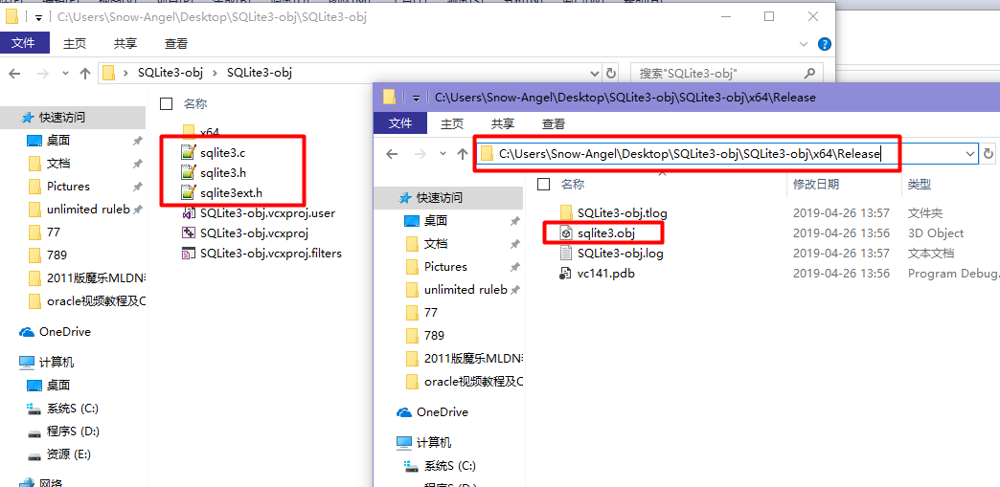 C:\Users\Snow-Angel\Desktop\SQLite3-obj\SQLite3-obj
文件 主页 共享 查看
SQLite3-obj › SQLite3-obj
搜索"SQLite3-obj"
快速访问
桌面
文档
Pictures
unlimited ruleb
77
789
2011版魔乐MLDN
oracle视频教程及C
OneDrive
计算机
桌面
系统S (C:)
程序S (D:)
资源 (E:)
网络
名称
x64
sqlite3.c
sqlite3.h
sqlite3ext.h
SQLite3-obj.vcxproj.user
SQLite3-obj.vcxproj
SQLite3-obj.vcxproj.filters
C:\Users\Snow-Angel\Desktop\SQLite3-obj\SQLite3-obj\x64\Release
文件 主页 共享 查看
C:\Users\Snow-Angel\Desktop\SQLite3-obj\SQLite3-obj\x64\Release
快速访问
桌面
文档
Pictures
unlimited ruleb
77
789
2011版魔乐MLDN
oracle视频教程及C
OneDrive
计算机
系统S (C:)
程序S (D:)
名称 修改日期 类型
SQLite3-obj.tlog 2019-04-26 13:57 文件夹
sqlite3.obj 2019-04-26 13:56 3D Object
SQLite3-obj.log 2019-04-26 13:57 文本文档
vc141.pdb 2019-04-26 13:56 Program Debug.